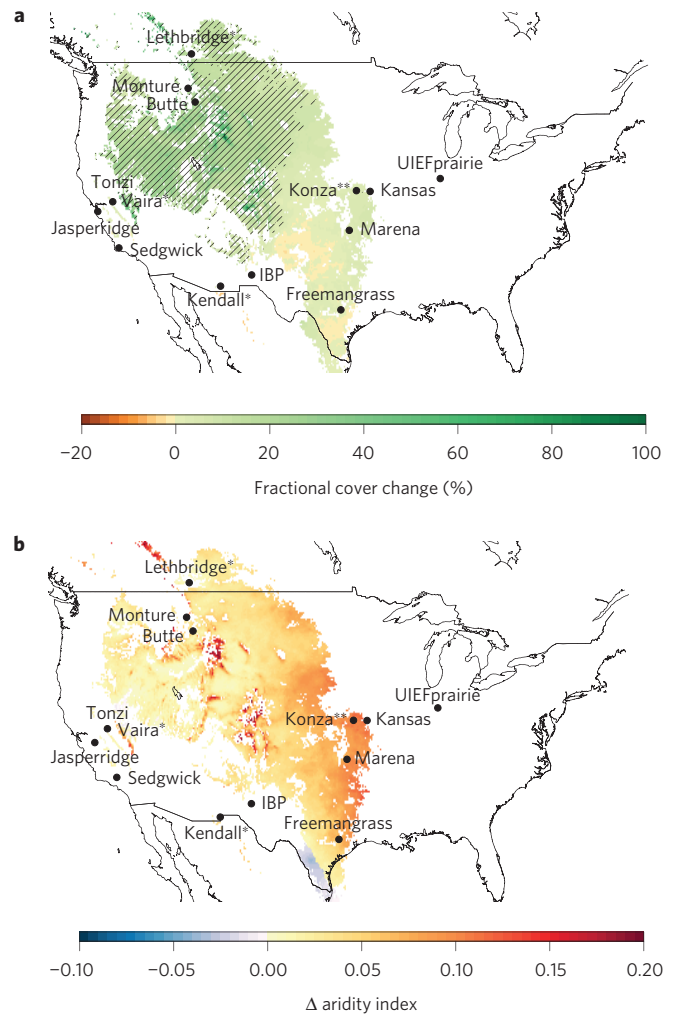 a
Lethbridge*
Monture
Butte
UIEFprairie
Tonzi
Konza** Kansas
Vaira
Jasperridge
Marena
Sedgwick
IBP
Kendall*
Freemangrass
−20 0 20 40 60 80 100
Fractional cover change (%)
b
Lethbridge*
Monture
Butte
UIEFprairie
Tonzi
Konza** Kansas
Vaira*
Jasperridge
Marena
Sedgwick
IBP
Freemangrass
Kendall*
−0.10 −0.05 0.00 0.05 0.10 0.15 0.20
Δ aridity index